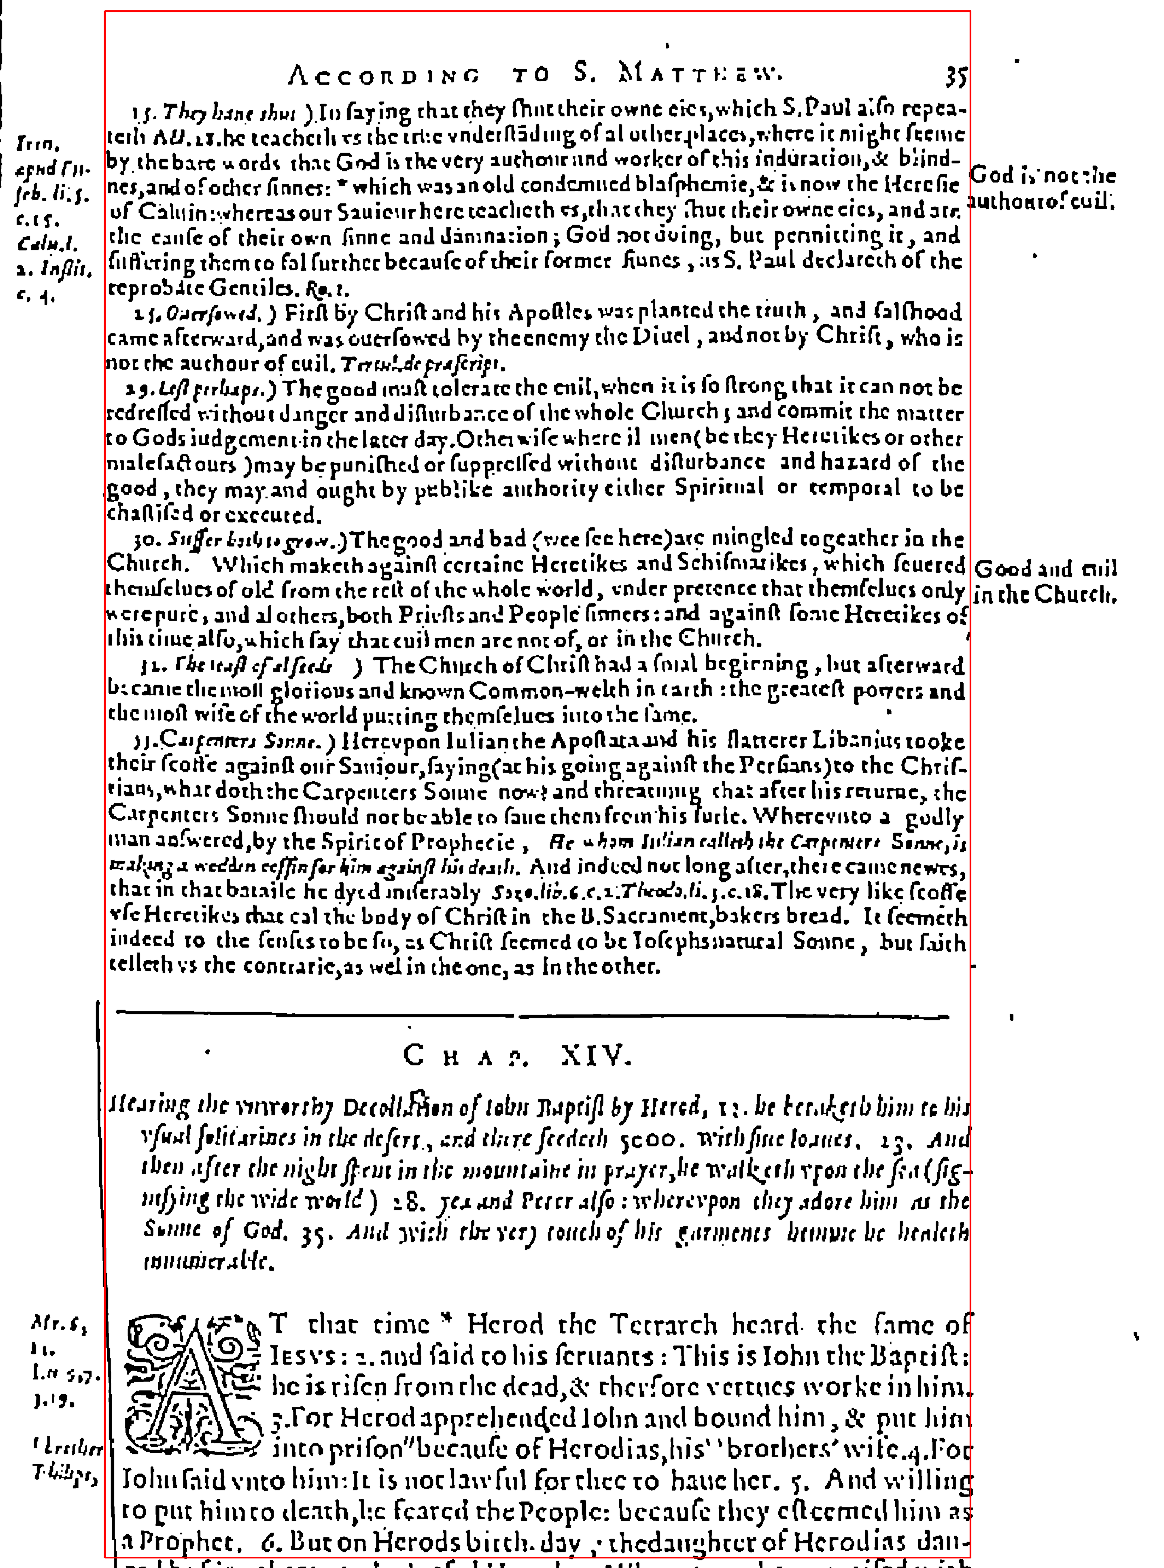 ACCORDING TO S. MATTHEW. 35
15. They haue shut ) In saying that they shut their owne eies, which S. Paul also repea-
teth Act. 28. he teacheth vs the true vnderstāding of al other places, where it might seeme
by the bare words that God is the very authour and worker of this induration, & blind-
nes, and of other sinnes: * which was an old condemned blasphemie, & is now the Heresie
of Caluin: whereas our Sauiour here teacheth vs, that they shut their owne eies, and are
the cause of their own sinne and damnation; God not doing, but permitting it, and
suffering them to fal further because of their former sinnes, as S. Paul declareth of the
reprobate Gentiles. Ro. 1.
Iren.
apud Eu-
seb. li. 5.
c. 15.
Calu. l.
2. Instit.
c. 4.
God is not the
authour of euil.
25. Ouersowed. ) First by Christ and his Apostles was planted the truth, and falshood
came afterward, and was ouersowed by the enemy the Diuel, and not by Christ, who is
not the authour of euil. Tertul. de præscript.
29. Lest perhaps. ) The good must tolerate the euil, when it is so strong that it can not be
redressed without danger and disturbance of the whole Church; and commit the matter
to Gods iudgement in the later day. Otherwise where il men (be they Heretikes or other
malefactours ) may be punished or suppressed without disturbance and hazard of the
good, they may and ought by publike authority either Spiritual or temporal to be
chastised or executed.
30. Suffer both to grow. ) The good and bad (wee see here) are mingled togeather in the
Church. Which maketh against certaine Heretikes and Schismatikes, which seuered
themselues of old from the rest of the whole world, vnder pretence that themselues only
were pure, and al others, both Priests and People sinners: and against some Heretikes of
this time also, which say that euil men are not of, or in the Church.
Good and euil
in the Church.
32. The least of al seeds ) The Church of Christ had a smal beginning, but afterward
became the most glorious and known Common-welth in earth: the greatest powers and
the most wise of the world putting themselues into the same.
55. Carpenters Sonne. ) Herevpon Iulian the Apostata and his flatterer Libanius tooke
their scoffe against our Sauiour, saying (at his going against the Persians) to the Chris-
tians, what doth the Carpenters Sonne now? and threatning that after his returne, the
Carpenters Sonne should not be able to saue them from his furie. Wherevnto a godly
man answered, by the Spirit of Prophecie, He whom Iulian calleth the Carpenters Sonne, is
making a wodden coffin for him against his death. And indeed not long after, there came newes,
that in that bataile he dyed miserably Sozo. lib. 6. c. 2. Theodo. li. 3. c. 18. The very like scoffe
vse Heretikes that cal the body of Christ in the B. Sacrament, bakers bread. It seemeth
indeed to the senses to be so, as Christ seemed to be Iosephs natural Sonne, but faith
telleth vs the contrarie, as wel in the one, as in the other.
CHAP. XIV.
Hearing the vnworthy Decollation of Iohn Baptist by Herod, 13. he betaketh him to his
vsual solitarines in the desert, and there feedeth 5000. with fiue loaues. 23. And
then after the night spent in the mountaine in prayer, he walketh vpon the sea (sig-
nifying the wide world ) 28. yea and Peter also: wherevpon they adore him as the
Sonne of God. 35. And with the very touch of his garments hemme he healeth
innumerable.
AT that time * Herod the Tetrarch heard the fame of
IESVS: 2. and said to his seruants: This is Iohn the Baptist:
he is risen from the dead, & therfore vertues worke in him.
3. For Herod apprehended Iohn and bound him, & put him
into prison " because of Herodias, his ' ' brothers' wife. 4. For
Iohn said vnto him: It is not lawful for thee to haue her. 5. And willing
to put him to death, he feared the People: because they esteemed him as
a Prophet. 6. But on Herods birth-day, the daughter of Herodias dan-
Mr. 6,
14.
Lu 9,7.
3. 19.
' brother
Philips,